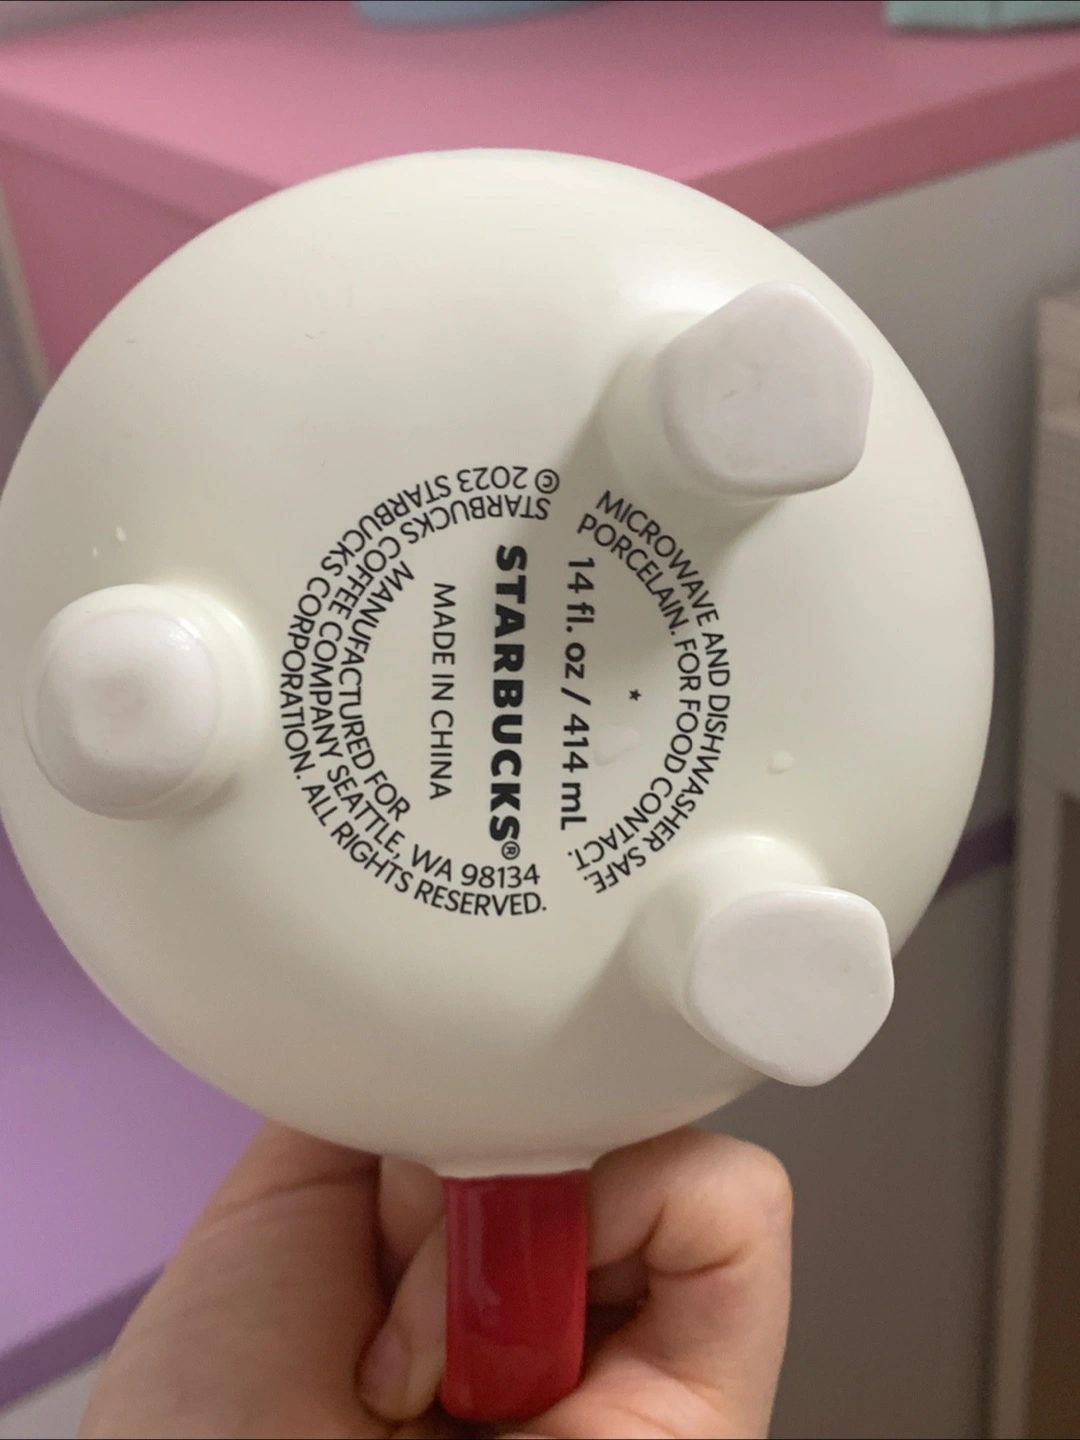 MICROWAVE AND DISHWASHER SAFE.
PORCELAIN. FOR FOOD CONTACT.
*
14 fl. oz / 414 mL
STARBUCKS®
MADE IN CHINA
MANUFACTURED FOR
STARBUCKS COFFEE COMPANY SEATTLE, WA 98134
© 2023 STARBUCKS CORPORATION. ALL RIGHTS RESERVED.